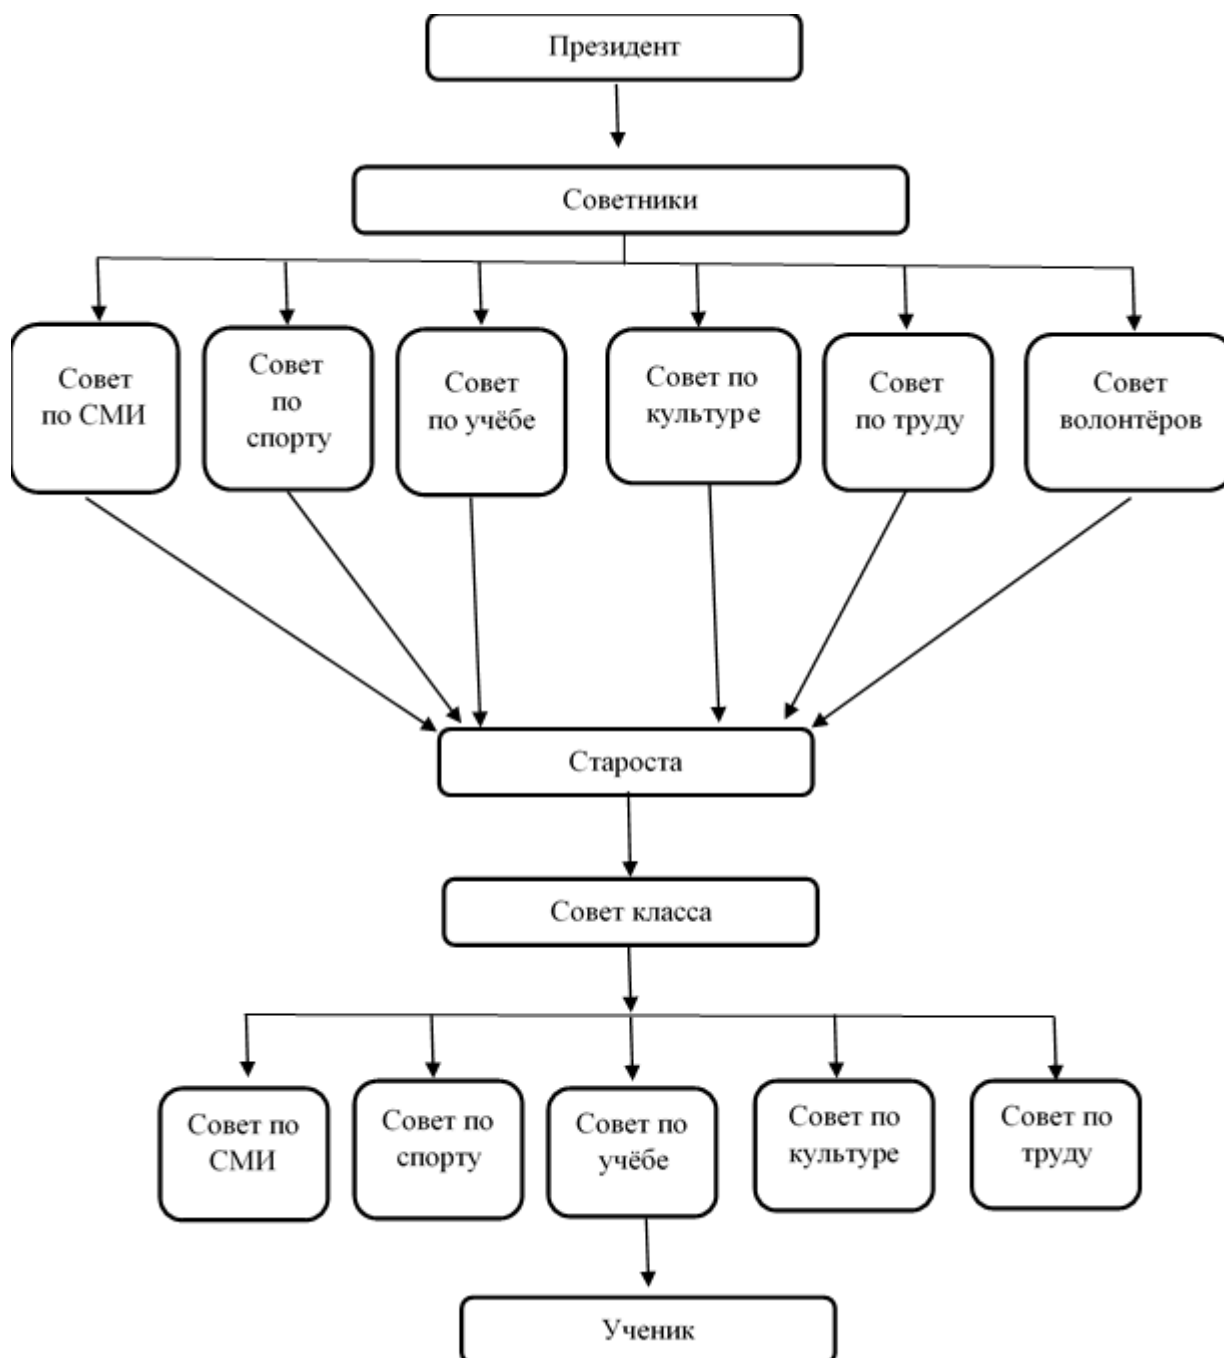 Президент
Советники
Совет
по СМИ
Совет
по
спорту
Совет
по учёбе
Совет по
культуре
Совет
по труду
Совет
волонтёров
Староста
Совет класса
Совет по
СМИ
Совет по
спорту
Совет по
учёбе
Совет по
культуре
Совет по
труду
Ученик